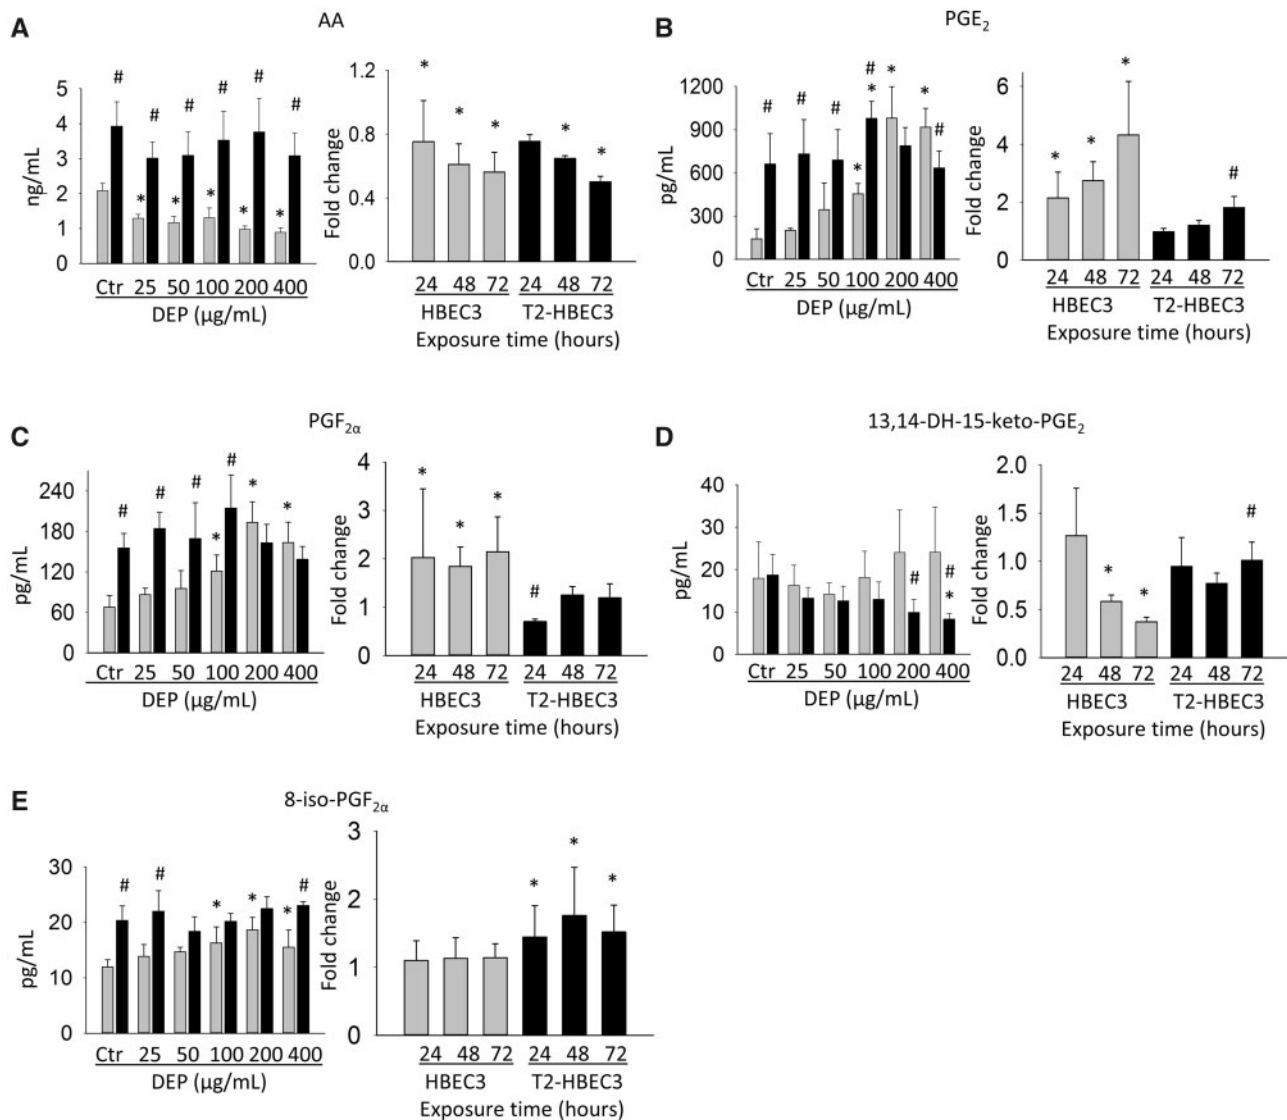 A
AA
# # # # # #
* * * * *
5
4
3
2
1
0
ng/mL
Ctr 25 50 100 200 400
DEP (µg/mL)
* * * * *
1.2
0.8
0.4
0.0
Fold change
24 48 72 24 48 72
HBEC3 T2-HBEC3
Exposure time (hours)
B
PGE2
# # # # * * * * #
1200
900
600
300
0
pg/mL
Ctr 25 50 100 200 400
DEP (µg/mL)
* * * #
6
4
2
0
Fold change
24 48 72 24 48 72
HBEC3 T2-HBEC3
Exposure time (hours)
C
PGF2α
# # # * # * *
240
180
120
60
0
pg/mL
Ctr 25 50 100 200 400
DEP (µg/mL)
* * * #
4
3
2
1
0
Fold change
24 48 72 24 48 72
HBEC3 T2-HBEC3
Exposure time (hours)
D
13,14-DH-15-keto-PGE2
# # *
40
30
20
10
0
pg/mL
Ctr 25 50 100 200 400
DEP (µg/mL)
* * #
2.0
1.5
1.0
0.5
0.0
Fold change
24 48 72 24 48 72
HBEC3 T2-HBEC3
Exposure time (hours)
E
8-iso-PGF2α
# # * * * #
30
20
10
0
pg/mL
Ctr 25 50 100 200 400
DEP (µg/mL)
* * *
3
2
1
0
Fold change
24 48 72 24 48 72
HBEC3 T2-HBEC3
Exposure time (hours)